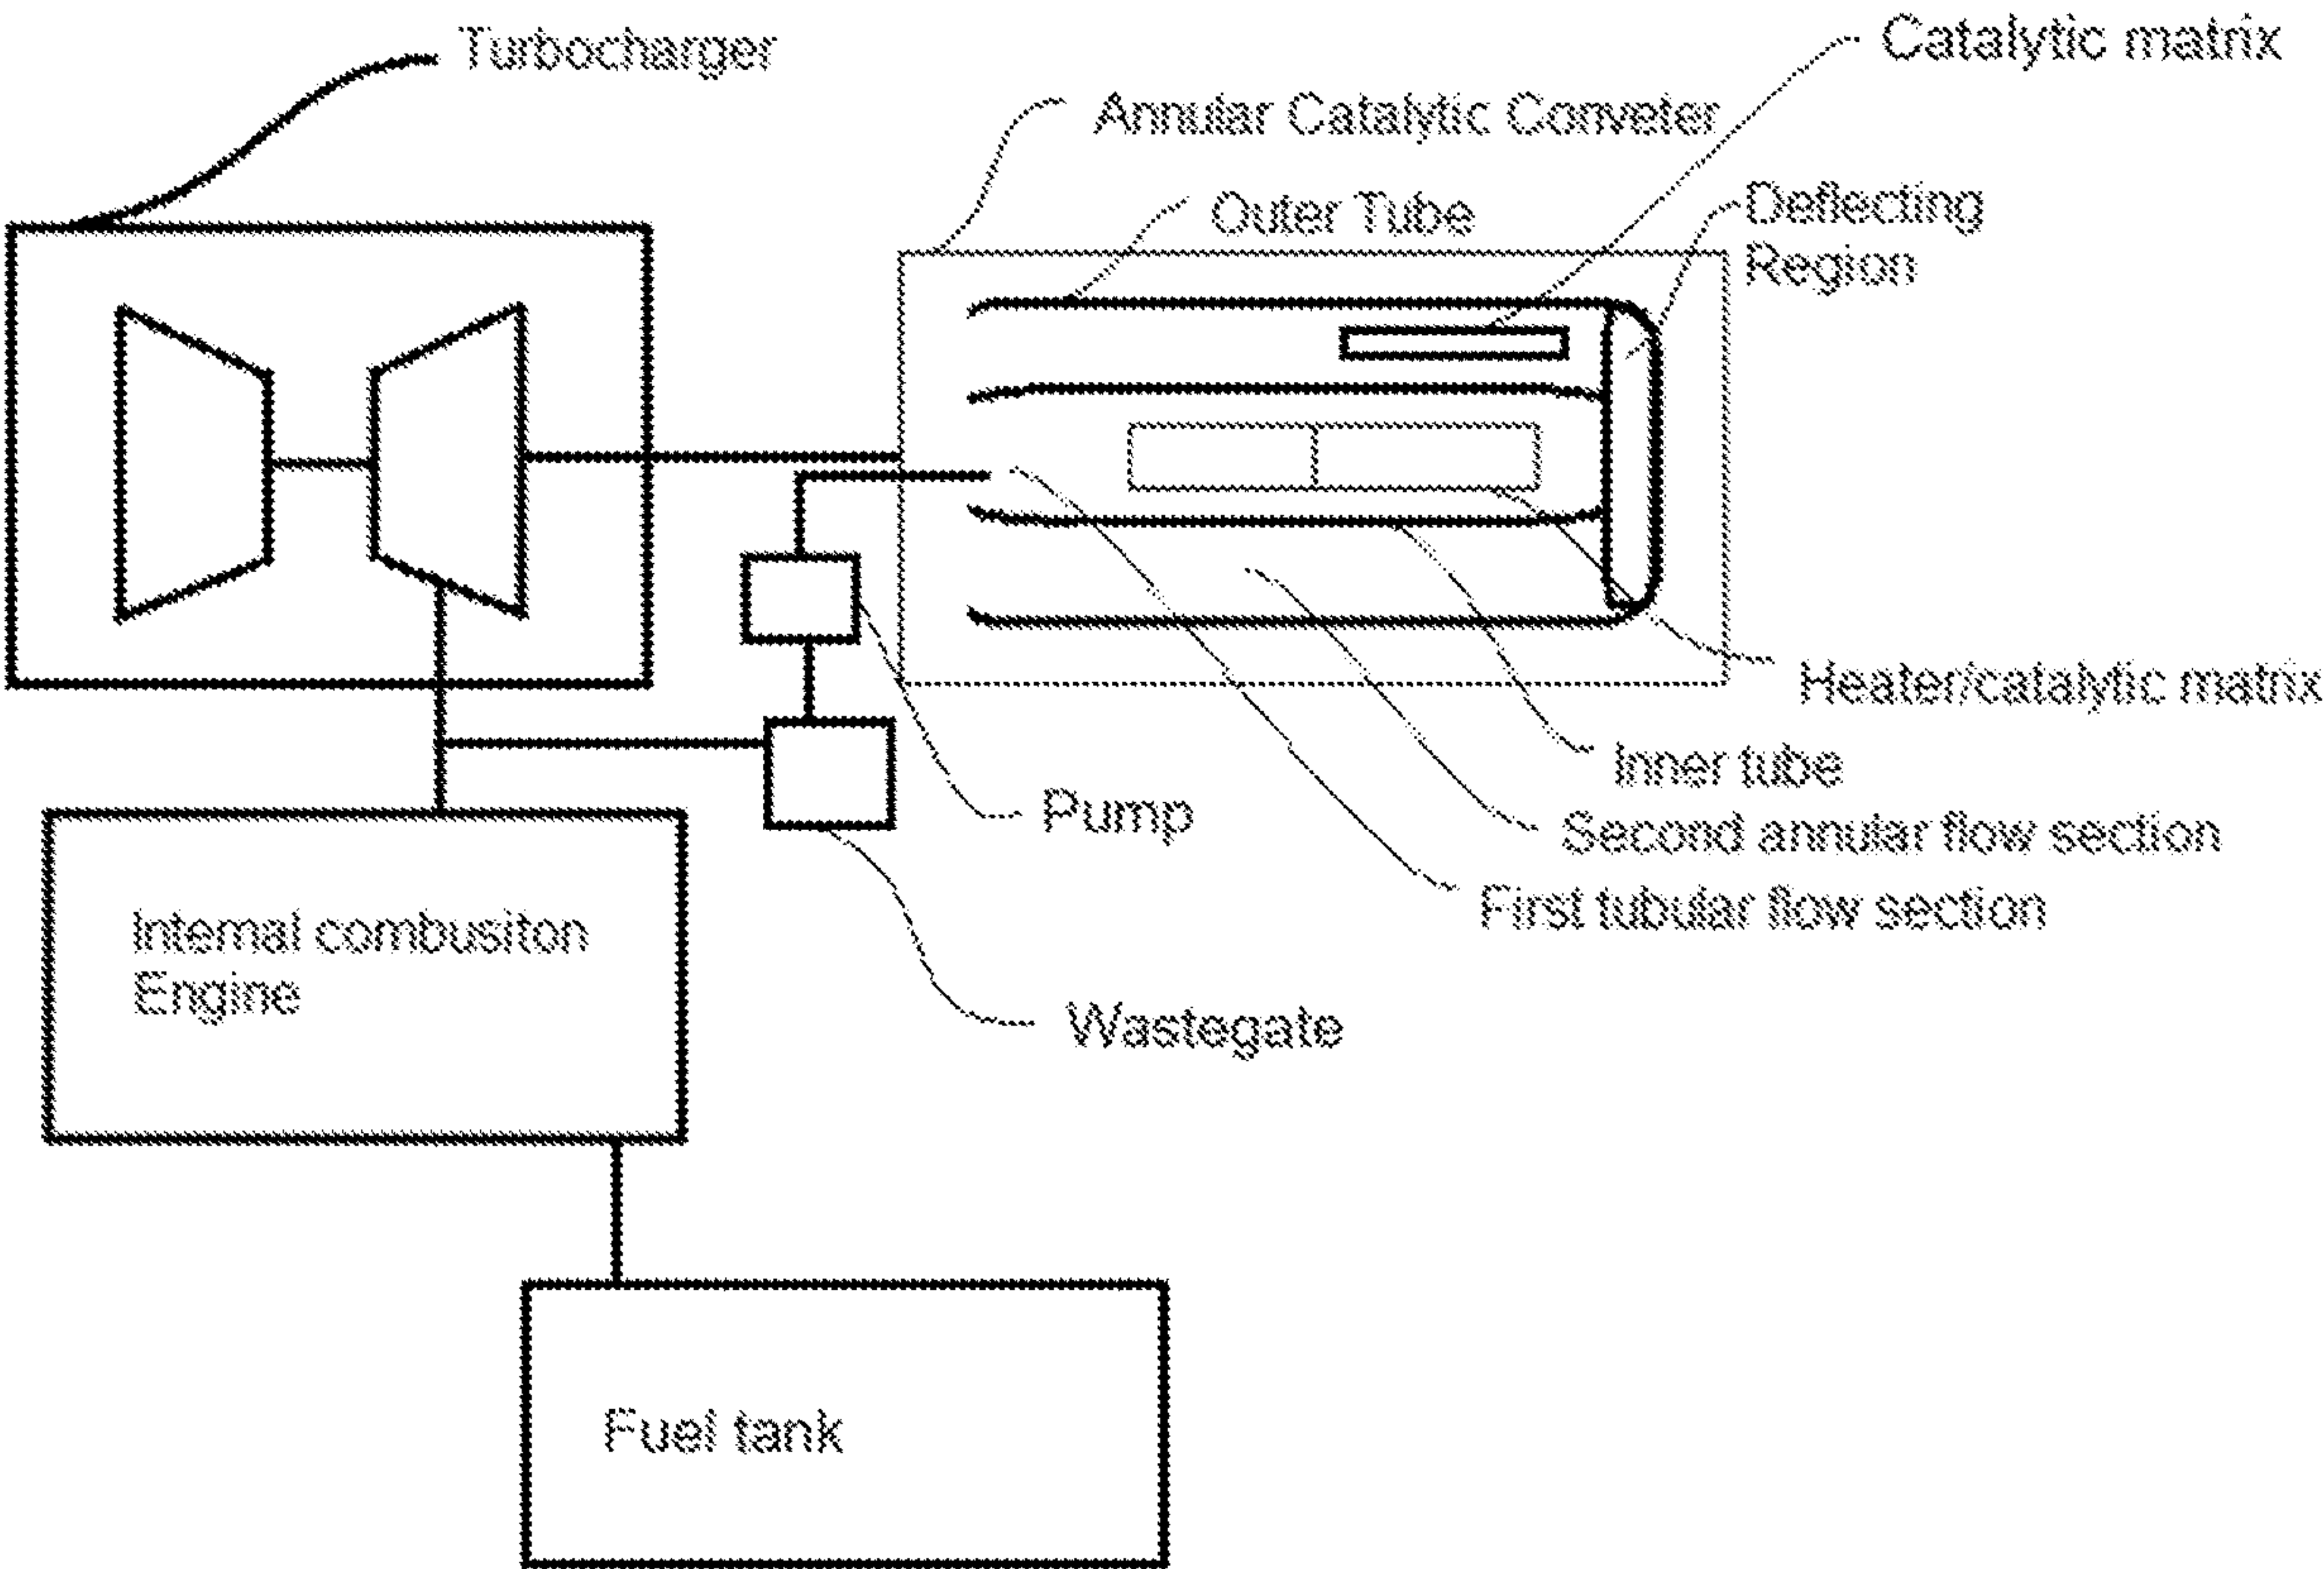 Turbocharger
Catalytic matrix
Annular Catalytic Conveter
Outer Tube
Deflecting
Region
Heater/catalytic matrix
Inner tube
Pump
Second annular flow section
First tubular flow section
Internal combusiton
Engine
Wastegate
Fuel tank